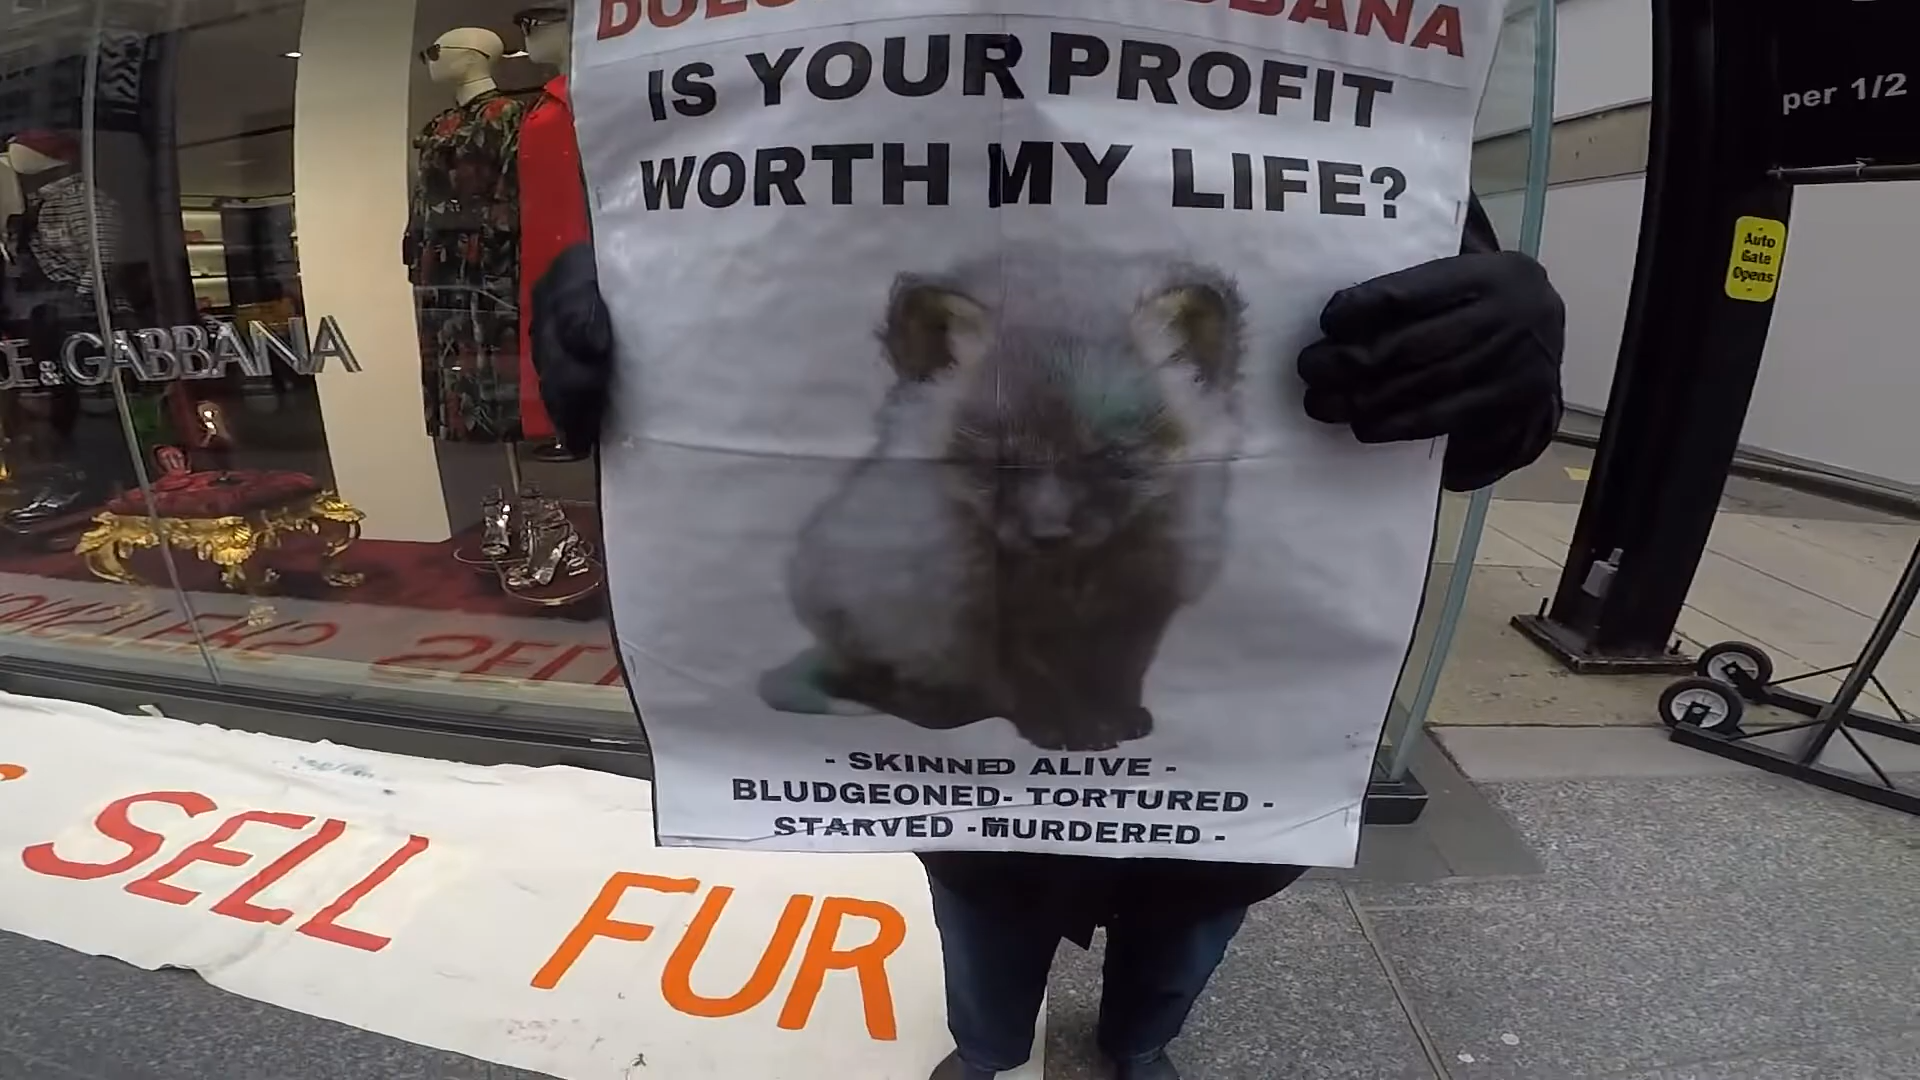 GABBANA
IS YOUR PROFIT
WORTH MY LIFE?
- SKINNED ALIVE -
BLUDGEONED- TORTURED -
STARVED -MURDERED -
SELL FUR
per 1/2
Auto
Gate
Opens